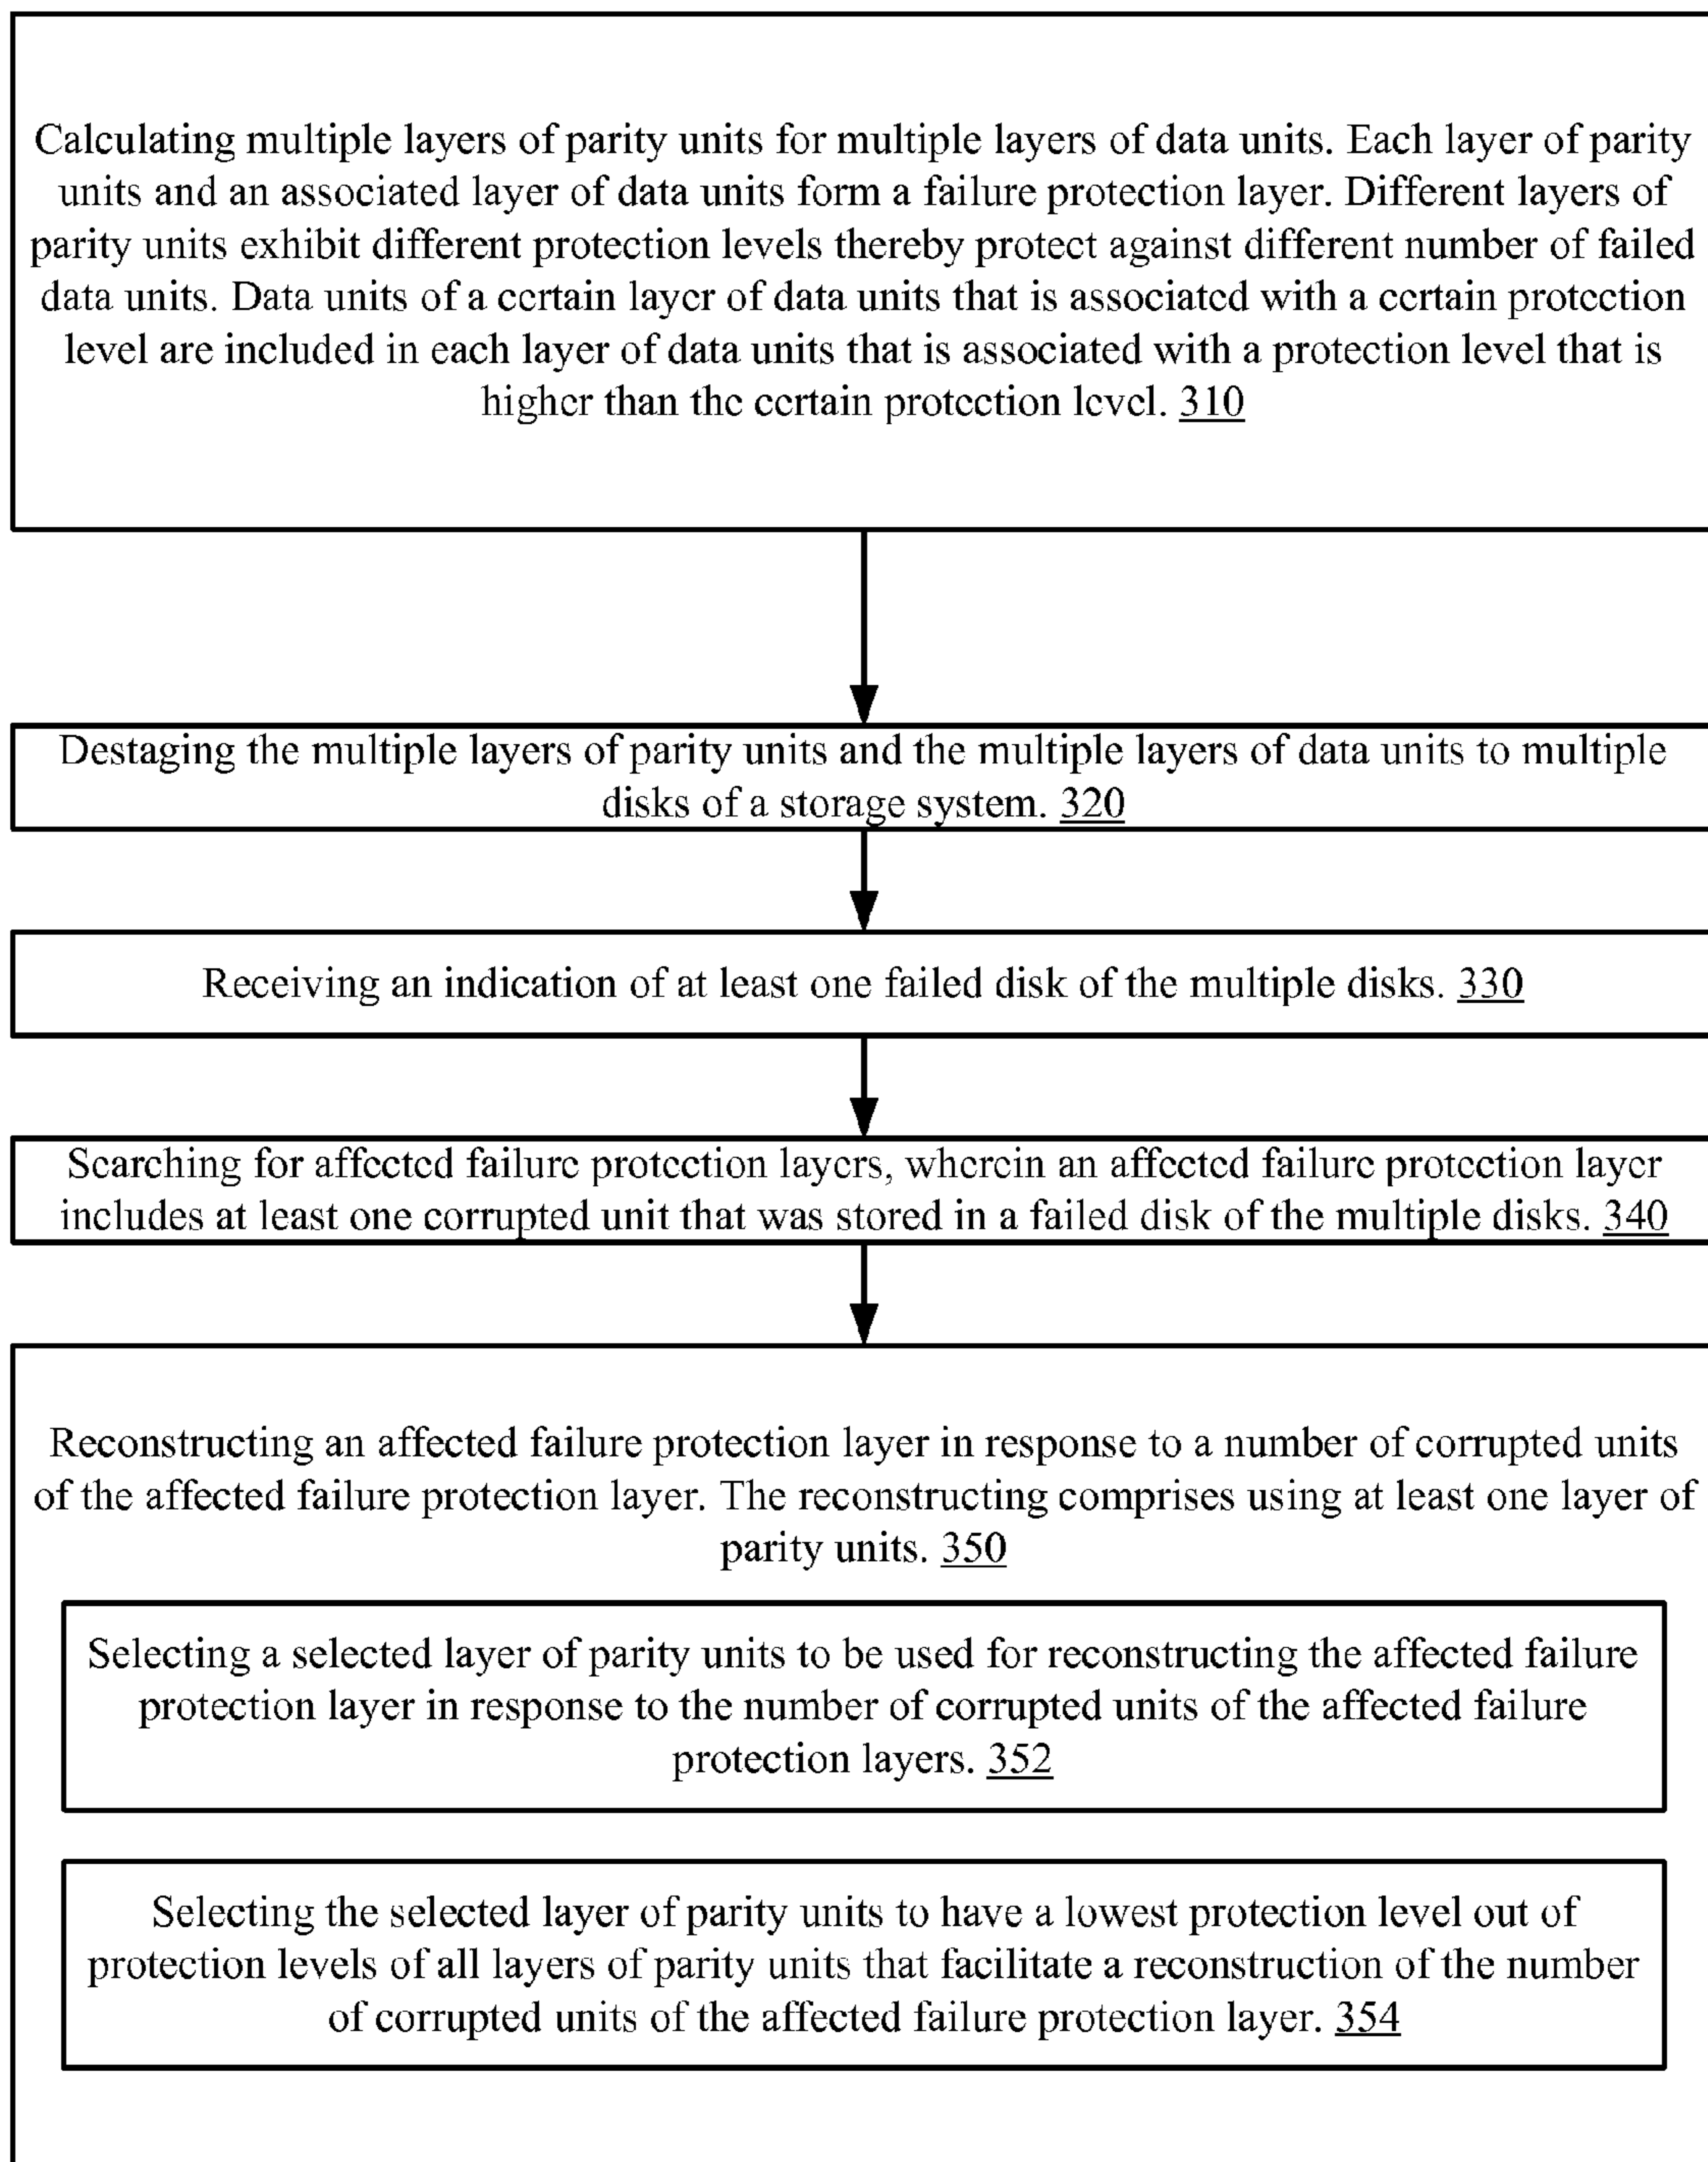 Calculating multiple layers of parity units for multiple layers of data units. Each layer of parity
units and an associated layer of data units form a failure protection layer. Different layers of
parity units exhibit different protection levels thereby protect against different number of failed
data units. Data units of a certain layer of data units that is associated with a certain protection
level are included in each layer of data units that is associated with a protection level that is
higher than the certain protection level. 310
Destaging the multiple layers of parity units and the multiple layers of data units to multiple
disks of a storage system. 320
Receiving an indication of at least one failed disk of the multiple disks. 330
Searching for affected failure protection layers, wherein an affected failure protection layer
includes at least one corrupted unit that was stored in a failed disk of the multiple disks. 340
Reconstructing an affected failure protection layer in response to a number of corrupted units
of the affected failure protection layer. The reconstructing comprises using at least one layer of
parity units. 350
Selecting a selected layer of parity units to be used for reconstructing the affected failure
protection layer in response to the number of corrupted units of the affected failure
protection layers. 352
Selecting the selected layer of parity units to have a lowest protection level out of
protection levels of all layers of parity units that facilitate a reconstruction of the number
of corrupted units of the affected failure protection layer. 354